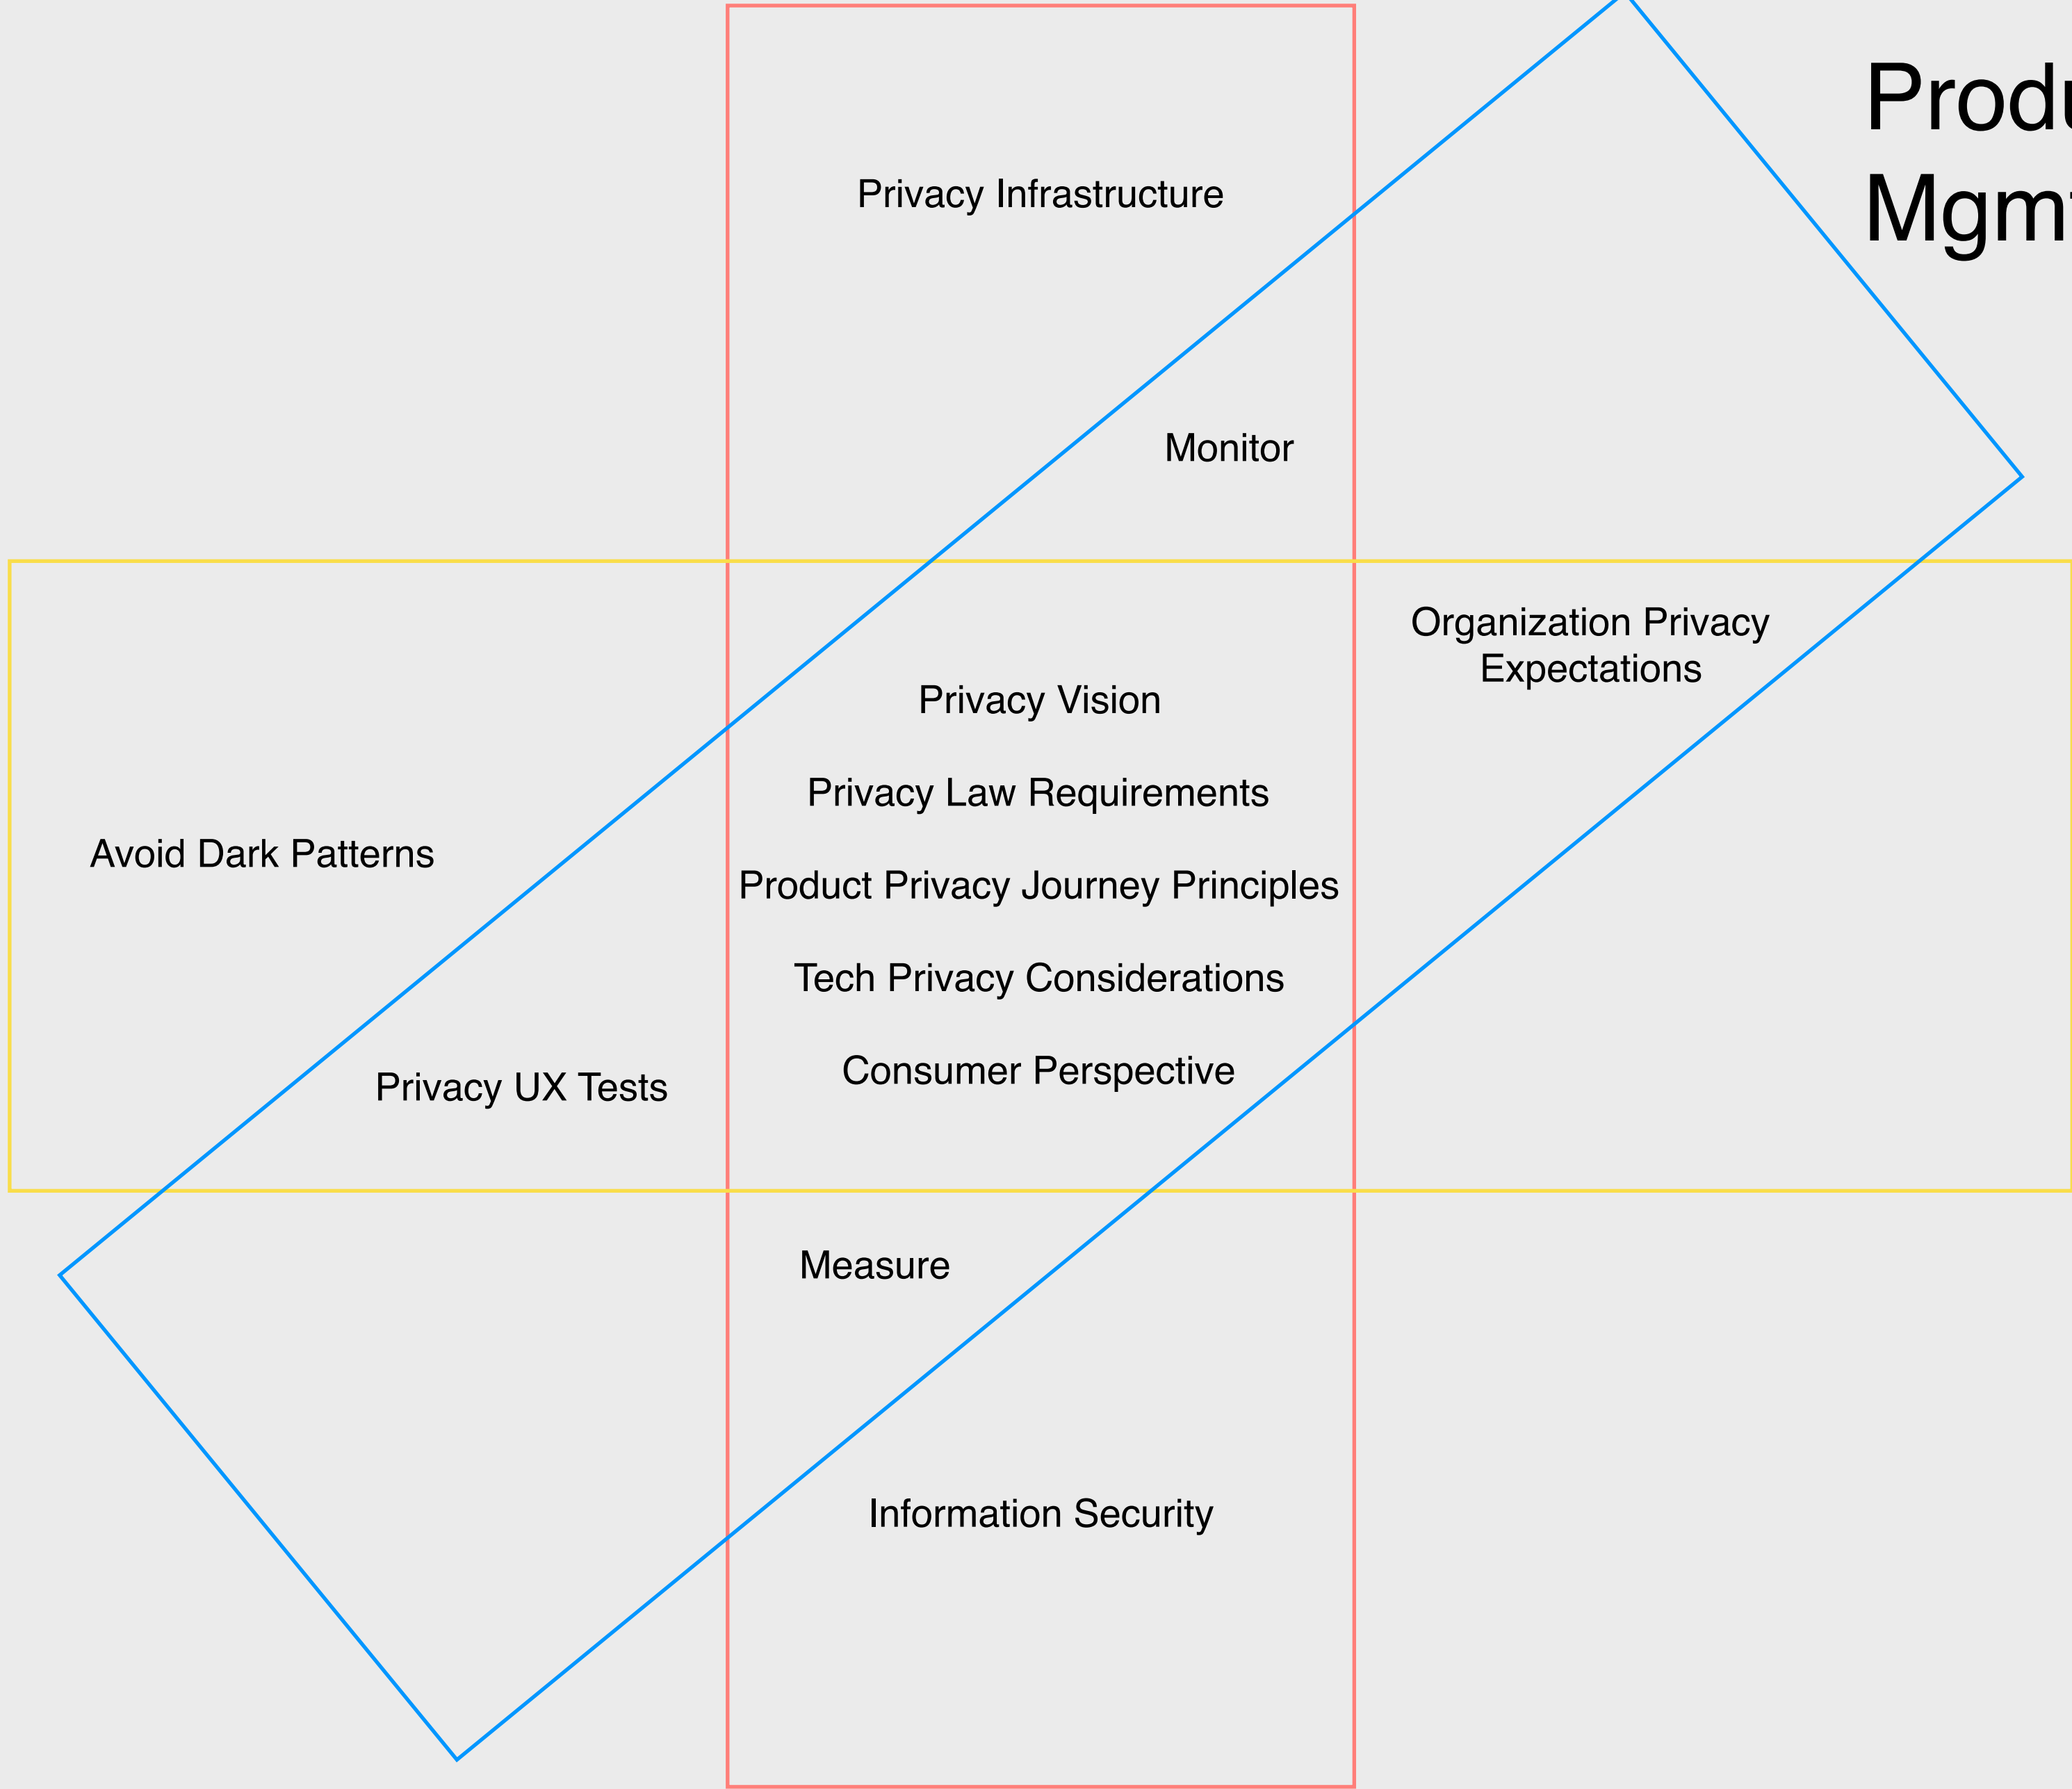 Produ
Mgm
Privacy Infrastructure
Monitor
Organization Privacy
Expectations
Privacy Vision
Privacy Law Requirements
Avoid Dark Patterns
Product Privacy Journey Principles
Tech Privacy Considerations
Consumer Perspective
Privacy UX Tests
Measure
Information Security